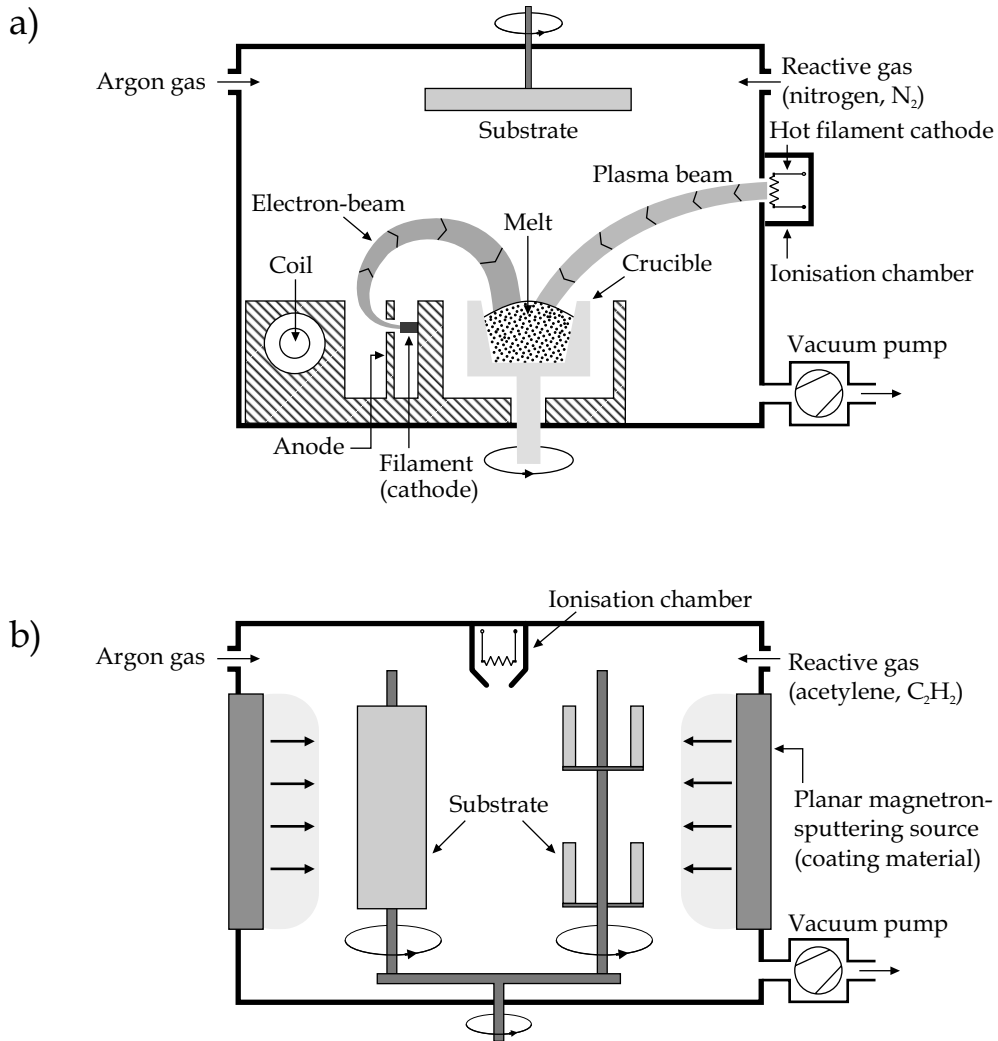 a)
Argon gas
Reactive gas
(nitrogen, N₂)
Substrate
Hot filament cathode
Plasma beam
Electron-beam
Melt
Crucible
Coil
Ionisation chamber
Vacuum pump
Anode
Filament
(cathode)
b)
Ionisation chamber
Argon gas
Reactive gas
(acetylene, C₂H₂)
Substrate
Planar magnetron-
sputtering source
(coating material)
Vacuum pump